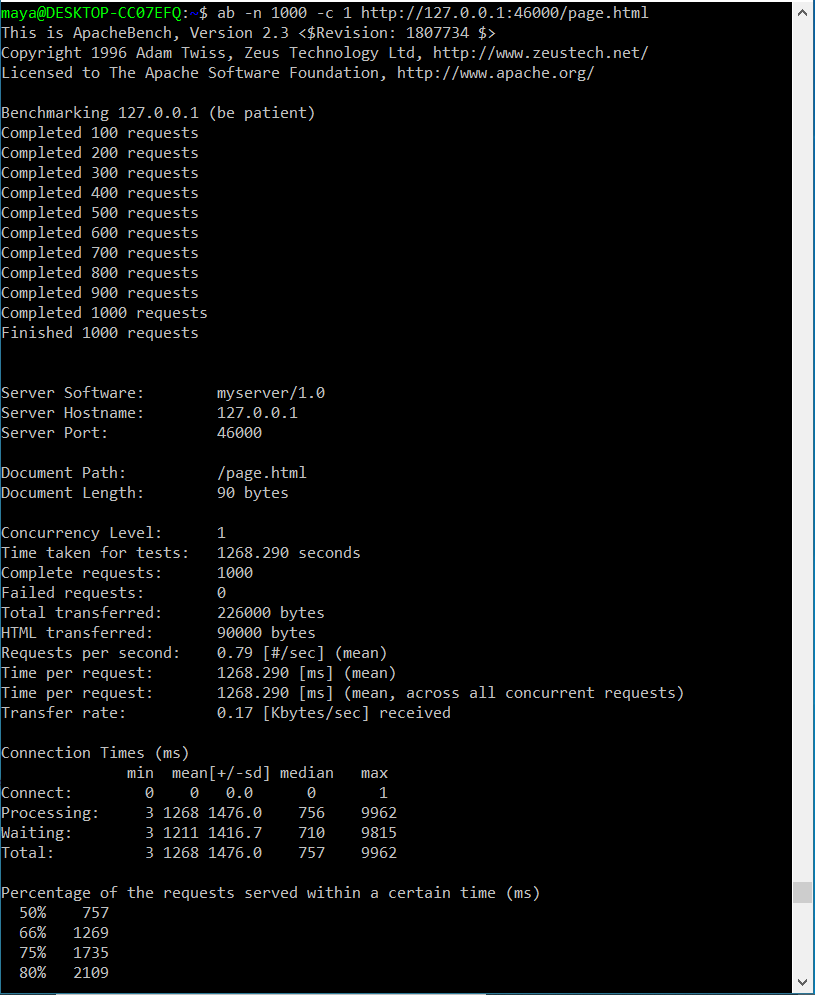 maya@DESKTOP-CC07EFQ:~$ ab -n 1000 -c 1 http://127.0.0.1:46000/page.html
This is ApacheBench, Version 2.3 <$Revision: 1807734 $>
Copyright 1996 Adam Twiss, Zeus Technology Ltd, http://www.zeustech.net/
Licensed to The Apache Software Foundation, http://www.apache.org/

Benchmarking 127.0.0.1 (be patient)
Completed 100 requests
Completed 200 requests
Completed 300 requests
Completed 400 requests
Completed 500 requests
Completed 600 requests
Completed 700 requests
Completed 800 requests
Completed 900 requests
Completed 1000 requests
Finished 1000 requests


Server Software:        myserver/1.0
Server Hostname:        127.0.0.1
Server Port:            46000

Document Path:          /page.html
Document Length:        90 bytes

Concurrency Level:      1
Time taken for tests:   1268.290 seconds
Complete requests:      1000
Failed requests:        0
Total transferred:      226000 bytes
HTML transferred:       90000 bytes
Requests per second:    0.79 [#/sec] (mean)
Time per request:       1268.290 [ms] (mean)
Time per request:       1268.290 [ms] (mean, across all concurrent requests)
Transfer rate:          0.17 [Kbytes/sec] received

Connection Times (ms)
              min  mean[+/-sd] median   max
Connect:        0    0   0.0      0       1
Processing:     3 1268 1476.0    756    9962
Waiting:        3 1211 1416.7    710    9815
Total:          3 1268 1476.0    757    9962

Percentage of the requests served within a certain time (ms)
  50%    757
  66%   1269
  75%   1735
  80%   2109